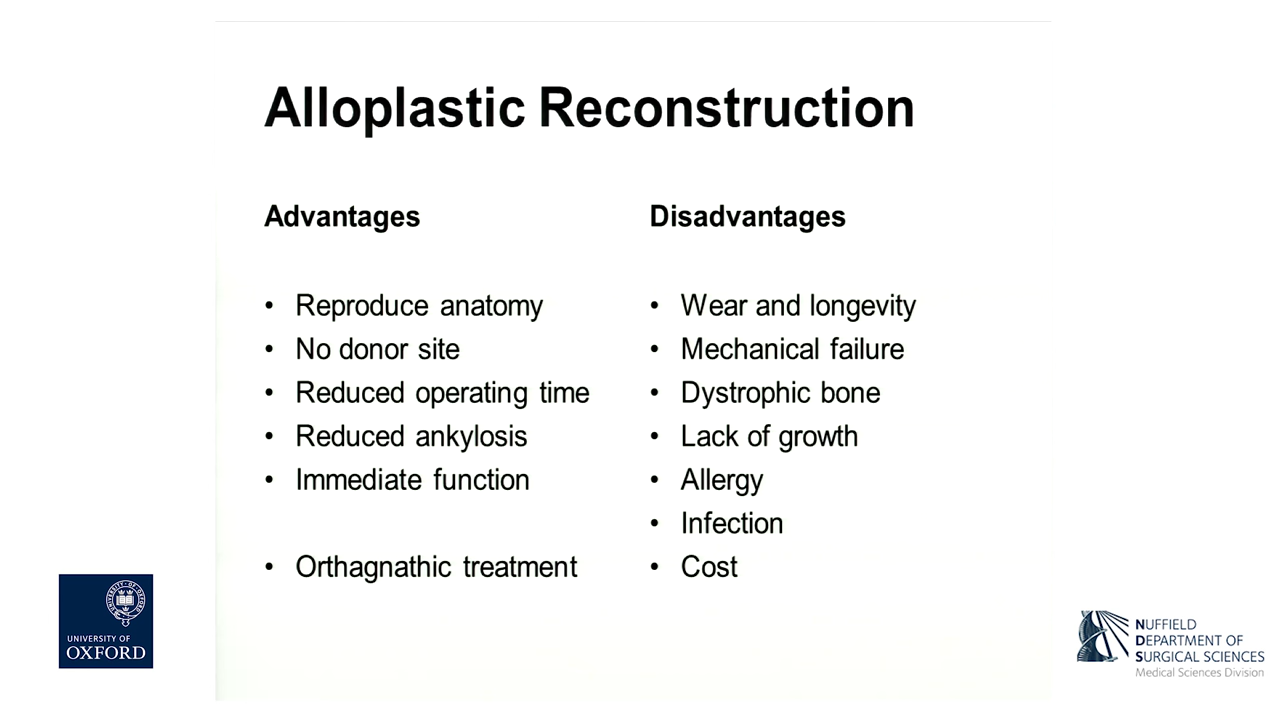 Alloplastic Reconstruction
Advantages
• Reproduce anatomy
• No donor site
• Reduced operating time
• Reduced ankylosis
• Immediate function
• Orthagnathic treatment
Disadvantages
• Wear and longevity
• Mechanical failure
• Dystrophic bone
• Lack of growth
• Allergy
• Infection
• Cost
UNIVERSITY OF
OXFORD
NUFFIELD
DEPARTMENT OF
SURGICAL SCIENCES
Medical Sciences Division